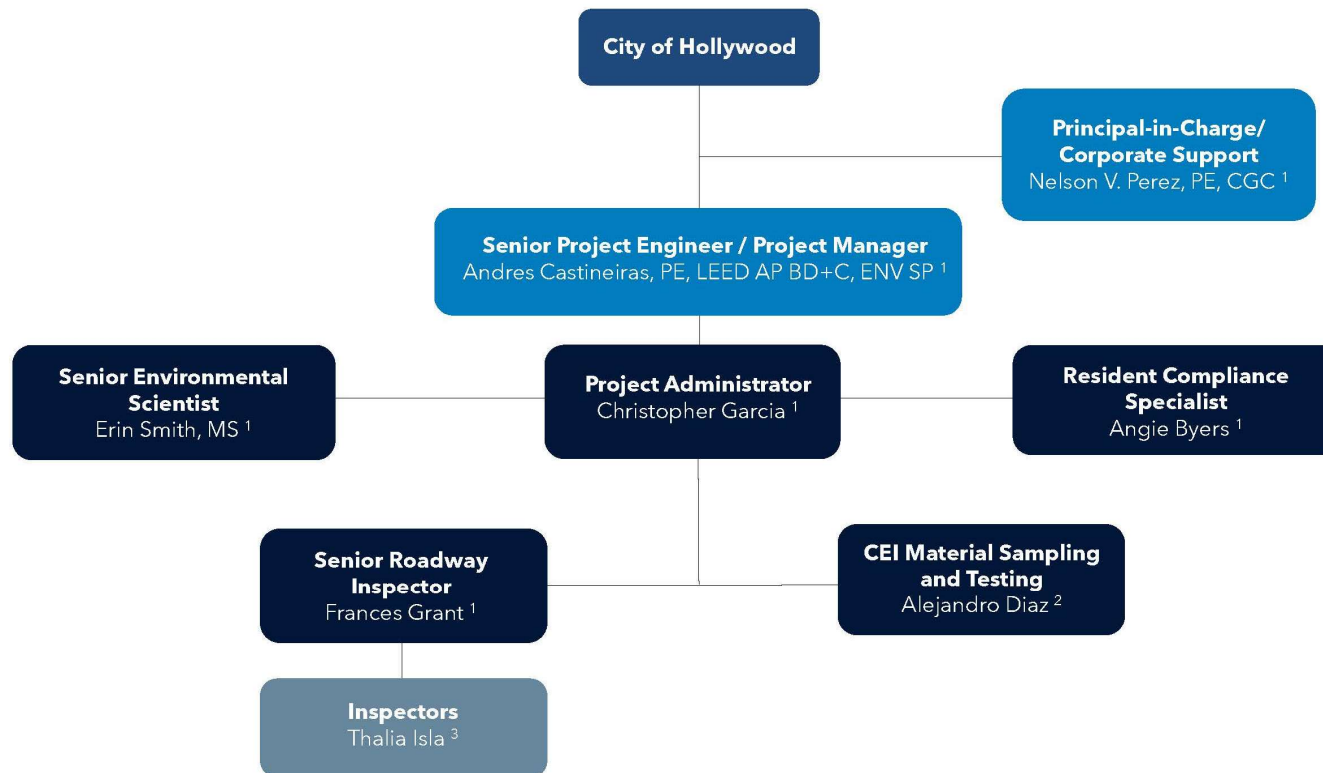 City of Hollywood
Principal-in-Charge/
Corporate Support
Nelson V. Perez, PE, CGC 1
Senior Project Engineer / Project Manager
Andres Castineiras, PE, LEED AP BD+C, ENV SP 1
Senior Environmental
Scientist
Erin Smith, MS 1
Project Administrator
Christopher Garcia 1
Resident Compliance
Specialist
Angie Byers 1
Senior Roadway
Inspector
Frances Grant 1
CEI Material Sampling
and Testing
Alejandro Diaz 2
Inspectors
Thalia Isla 3